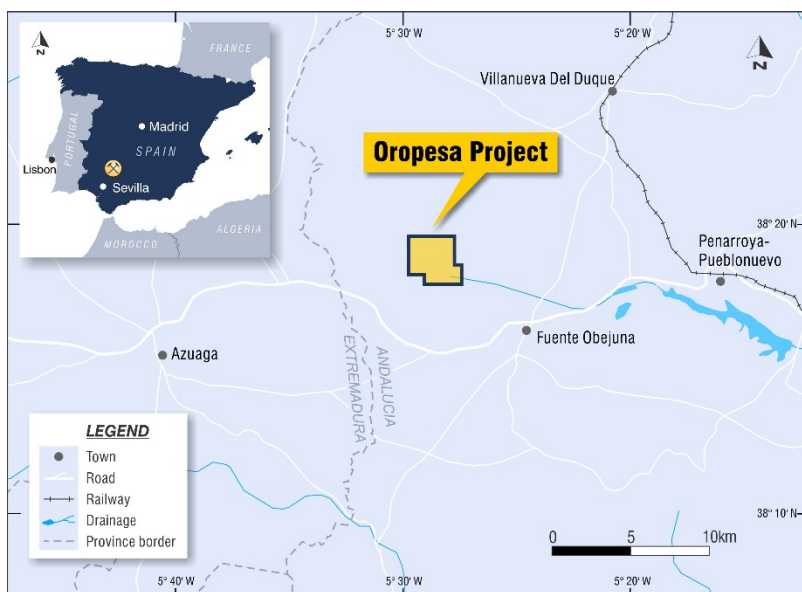 5° 30' W
5° 20' W
N
FRANCE
N
Villanueva Del Duque
Madrid
PORTUGAL
SPAIN
Oropesa Project
Lisbon
Sevilla
38° 20' N
ALGERIA
MOROCCO
Penarroya-
Pueblonuevo
Fuente Obejuna
Azuaga
ANDALUCIA
EXTREMADURA
LEGEND
Town
Road
Railway
Drainage
Province border
38° 10' N
0 5 10km
5° 40' W
5° 30' W
5° 20' W